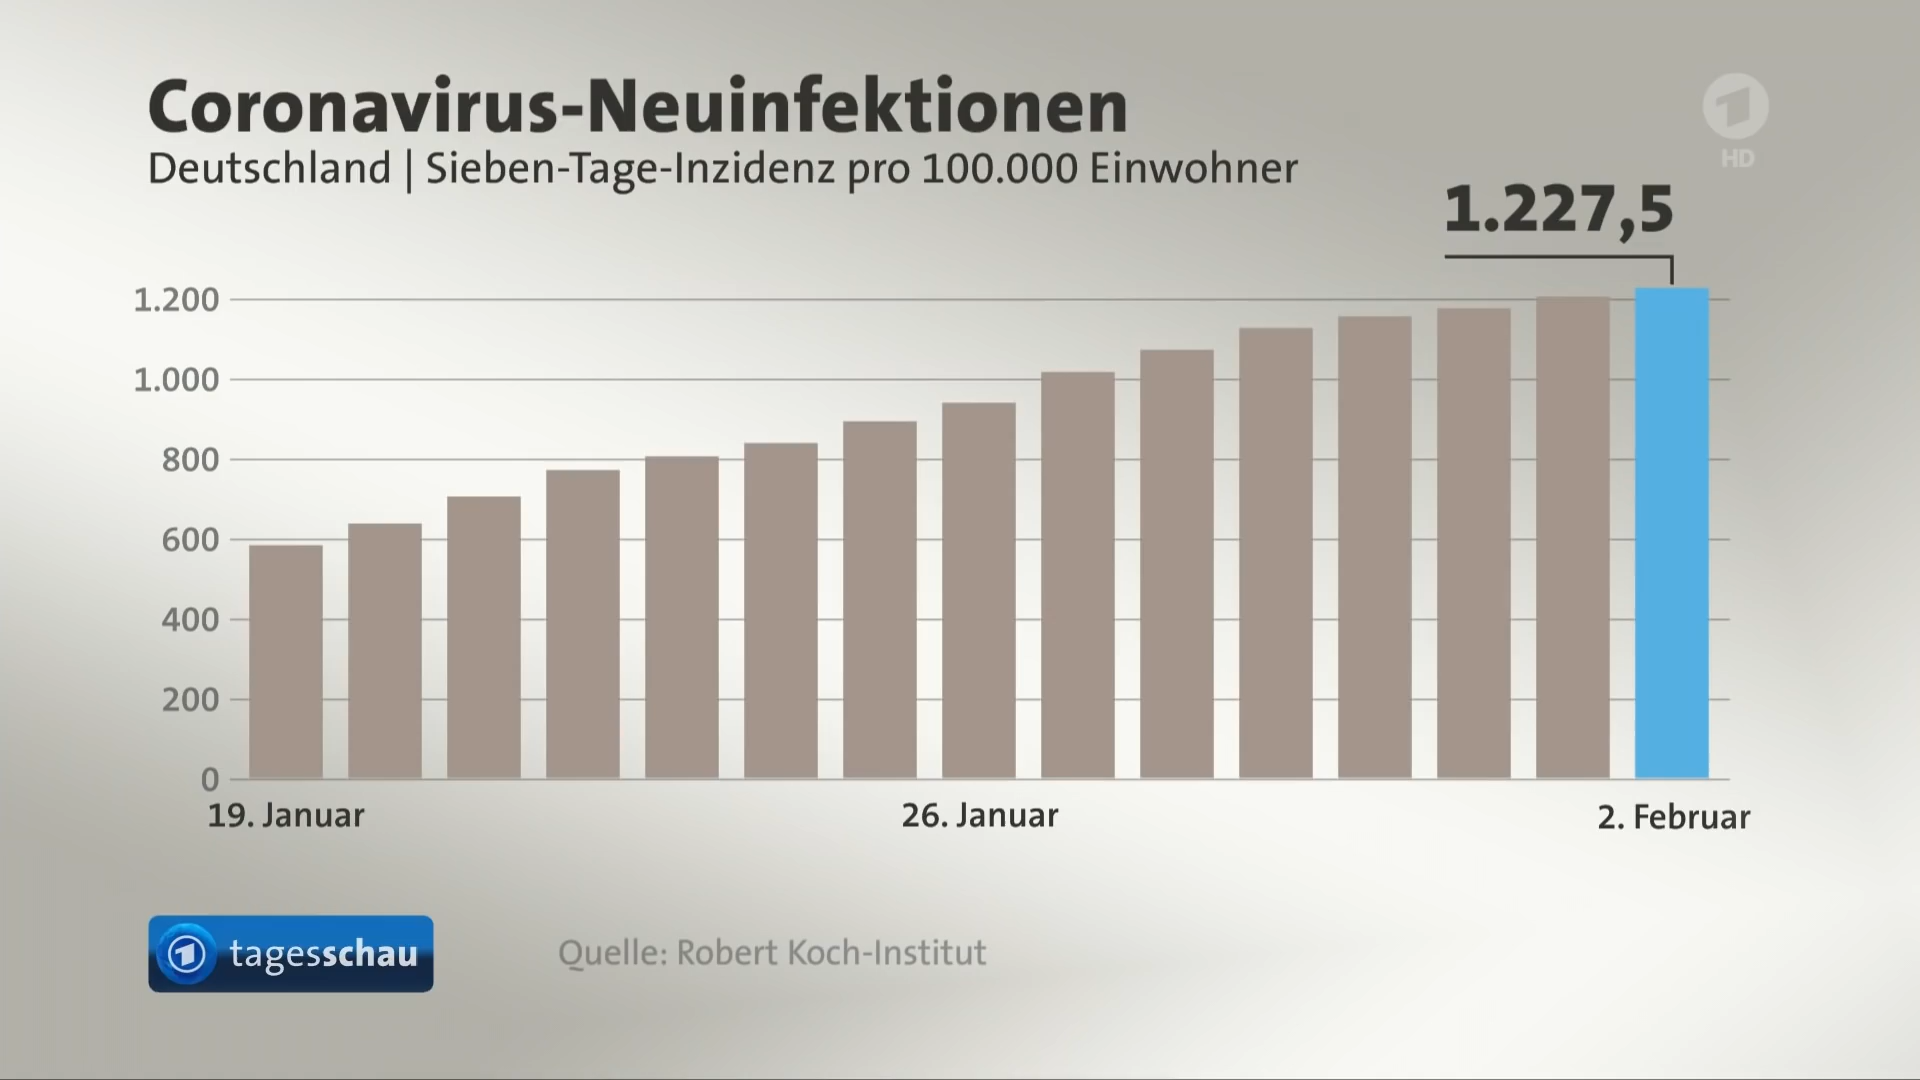 Coronavirus-Neuinfektionen
Deutschland | Sieben-Tage-Inzidenz pro 100.000 Einwohner
HD
1.227,5
1.200
1.000
800
600
400
200
0
19. Januar
26. Januar
2. Februar
tagesschau
Quelle: Robert Koch-Institut